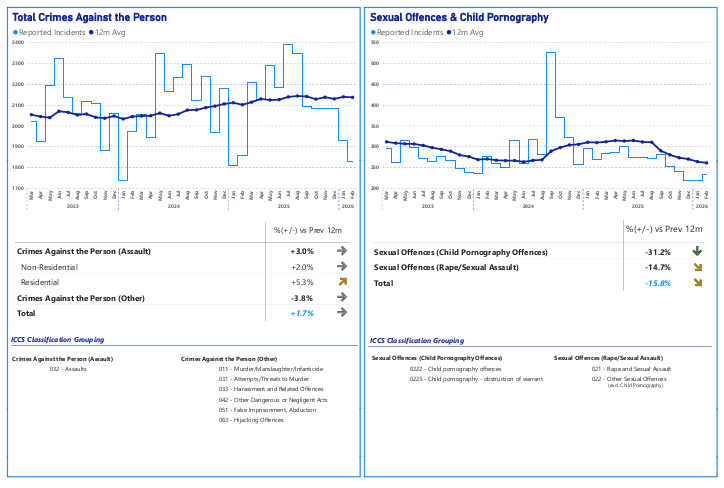 Total Crimes Against the Person
Reported Incidents 12m Avg
2400
2300
2200
2100
2000
1900
1800
1700
Mar Apr May Jun Jul Aug Sep Oct Nov Dec Jan Feb Mar Apr May Jun Jul Aug Sep Oct Nov Dec Jan Feb Mar Apr May Jun Jul Aug Sep Oct Nov Dec Jan Feb
2023 2024 2025 2026
%(+/-) vs Prev 12m
Crimes Against the Person (Assault) +3.0%
Non-Residential +2.0%
Residential +5.3%
Crimes Against the Person (Other) -3.8%
Total +1.7%
ICCS Classification Grouping
Crimes Against the Person (Assault)
032 - Assaults
Crimes Against the Person (Other)
011 - Murder/Manslaughter/Infanticide
031 - Attempts/Threats to Murder
033 - Harassment and Related Offences
042 - Other Dangerous or Negligent Acts
051 - False Imprisonment, Abduction
063 - Hijacking Offences
Sexual Offences & Child Pornography
Reported Incidents 12m Avg
550
500
450
400
350
300
250
200
Mar Apr May Jun Jul Aug Sep Oct Nov Dec Jan Feb Mar Apr May Jun Jul Aug Sep Oct Nov Dec Jan Feb Mar Apr May Jun Jul Aug Sep Oct Nov Dec Jan Feb
2023 2024 2025 2026
%(+/-) vs Prev 12m
Sexual Offences (Child Pornography Offences) -31.2%
Sexual Offences (Rape/Sexual Assault) -14.7%
Total -15.8%
ICCS Classification Grouping
Sexual Offences (Child Pornography Offences)
0222 - Child pornography offences
0223 - Child pornography - obstruction of warrant
Sexual Offences (Rape/Sexual Assault)
021 - Rape and Sexual Assault
022 - Other Sexual Offences
(excl. Child Pornography)